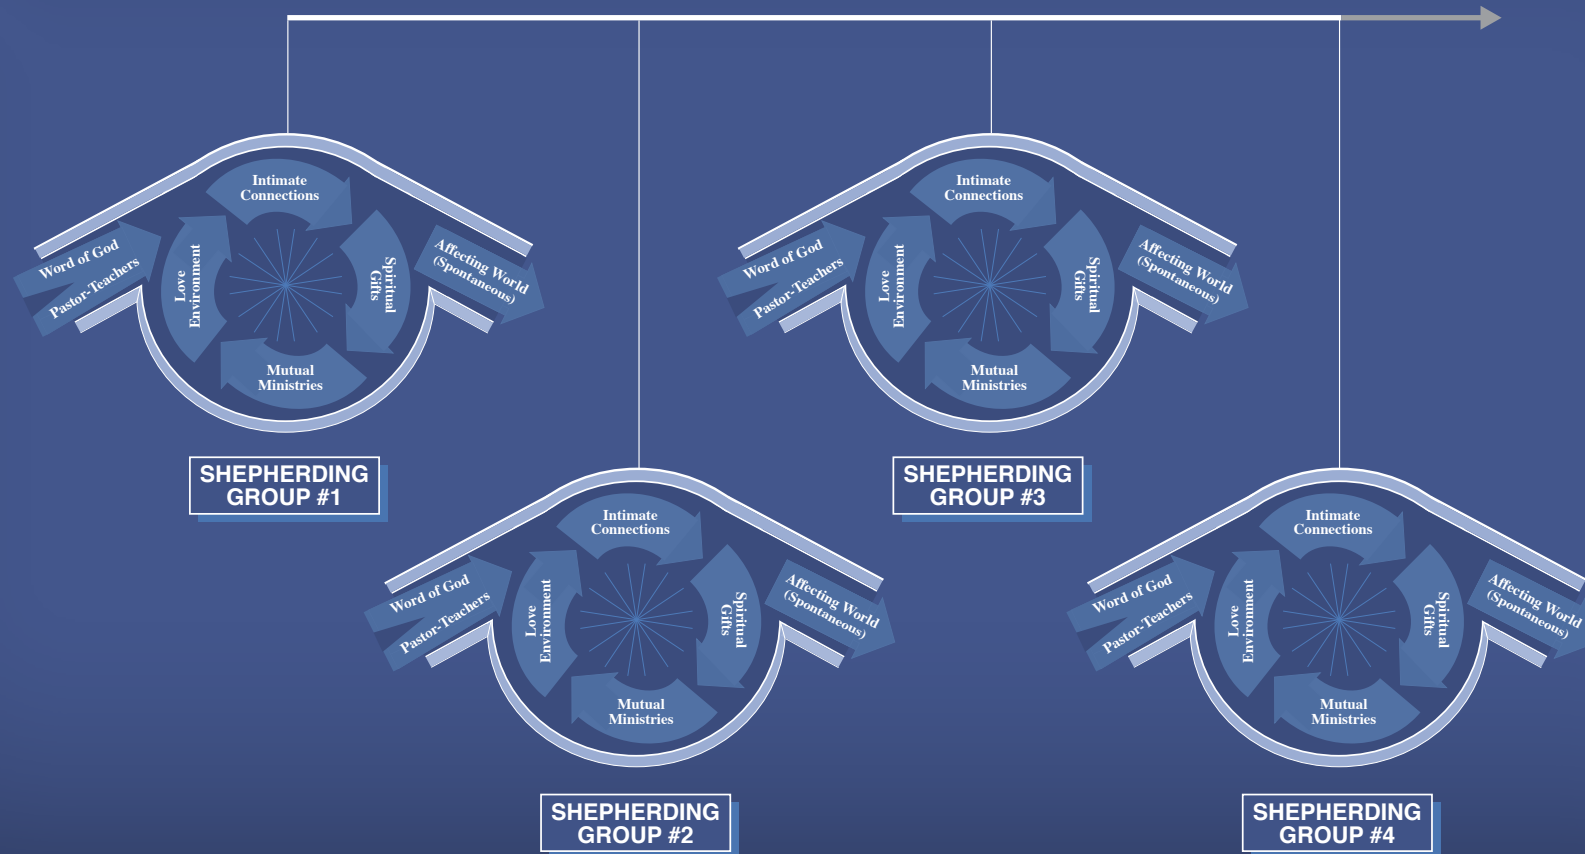 Intimate
Connections
Word of God
Pastor-Teachers
Love
Environment
Spiritual
Gifts
Affecting World
(Spontaneous)
Mutual
Ministries
SHEPHERDING
GROUP #1
Intimate
Connections
Word of God
Pastor-Teachers
Love
Environment
Spiritual
Gifts
Affecting World
(Spontaneous)
Mutual
Ministries
SHEPHERDING
GROUP #2
Intimate
Connections
Word of God
Pastor-Teachers
Love
Environment
Spiritual
Gifts
Affecting World
(Spontaneous)
Mutual
Ministries
SHEPHERDING
GROUP #3
Intimate
Connections
Word of God
Pastor-Teachers
Love
Environment
Spiritual
Gifts
Affecting World
(Spontaneous)
Mutual
Ministries
SHEPHERDING
GROUP #4